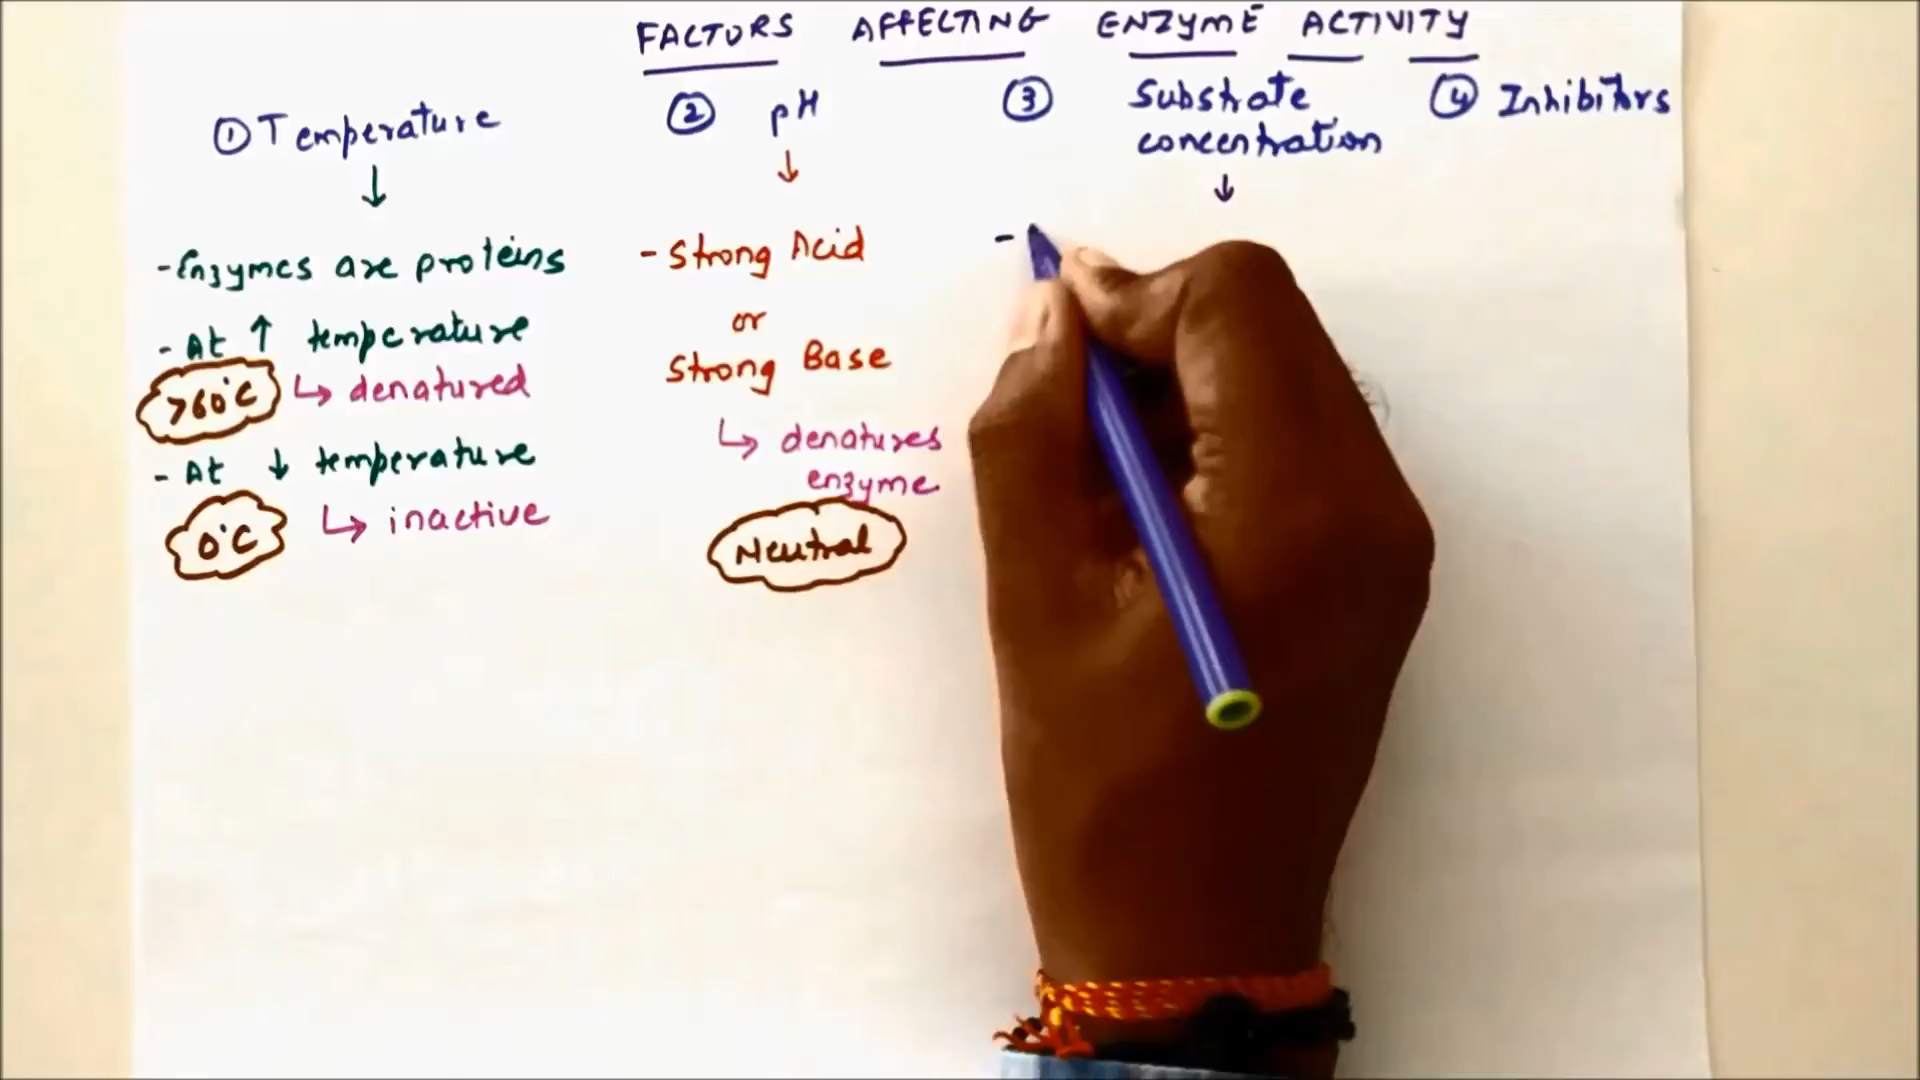 FACTORS AFFECTING ENZYME ACTIVITY
① Temperature
↓
-Enzymes are proteins
- At ↑ temperature
>60°C ↳ denatured
- At ↓ temperature
0°C ↳ inactive
② pH
↓
- Strong Acid
or
Strong Base
↳ denatures
enzyme
Neutral
③ Substrate
concentration
↓
-
④ Inhibitors